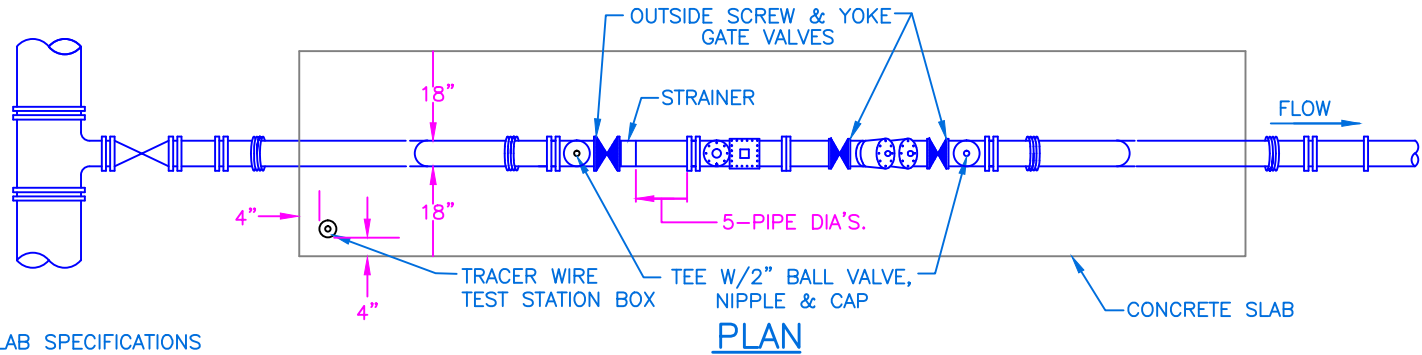 OUTSIDE SCREW & YOKE
GATE VALVES
18"
STRAINER
FLOW
4"
18"
5-PIPE DIA'S.
TRACER WIRE
TEST STATION BOX
TEE W/2" BALL VALVE,
NIPPLE & CAP
4"
CONCRETE SLAB
PLAN
LAB SPECIFICATIONS